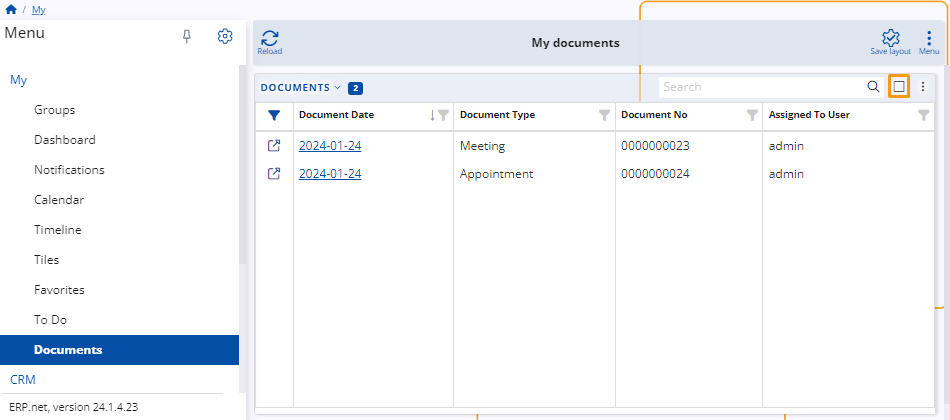 / My
Menu
My
Groups
Dashboard
Notifications
Calendar
Timeline
Tiles
Favorites
To Do
Documents
CRM
ERP.net, version 24.1.4.23
Reload
My documents
Save layout
Menu
DOCUMENTS 2
Search
Document Date Document Type Document No Assigned To User
2024-01-24 Meeting 0000000023 admin
2024-01-24 Appointment 0000000024 admin